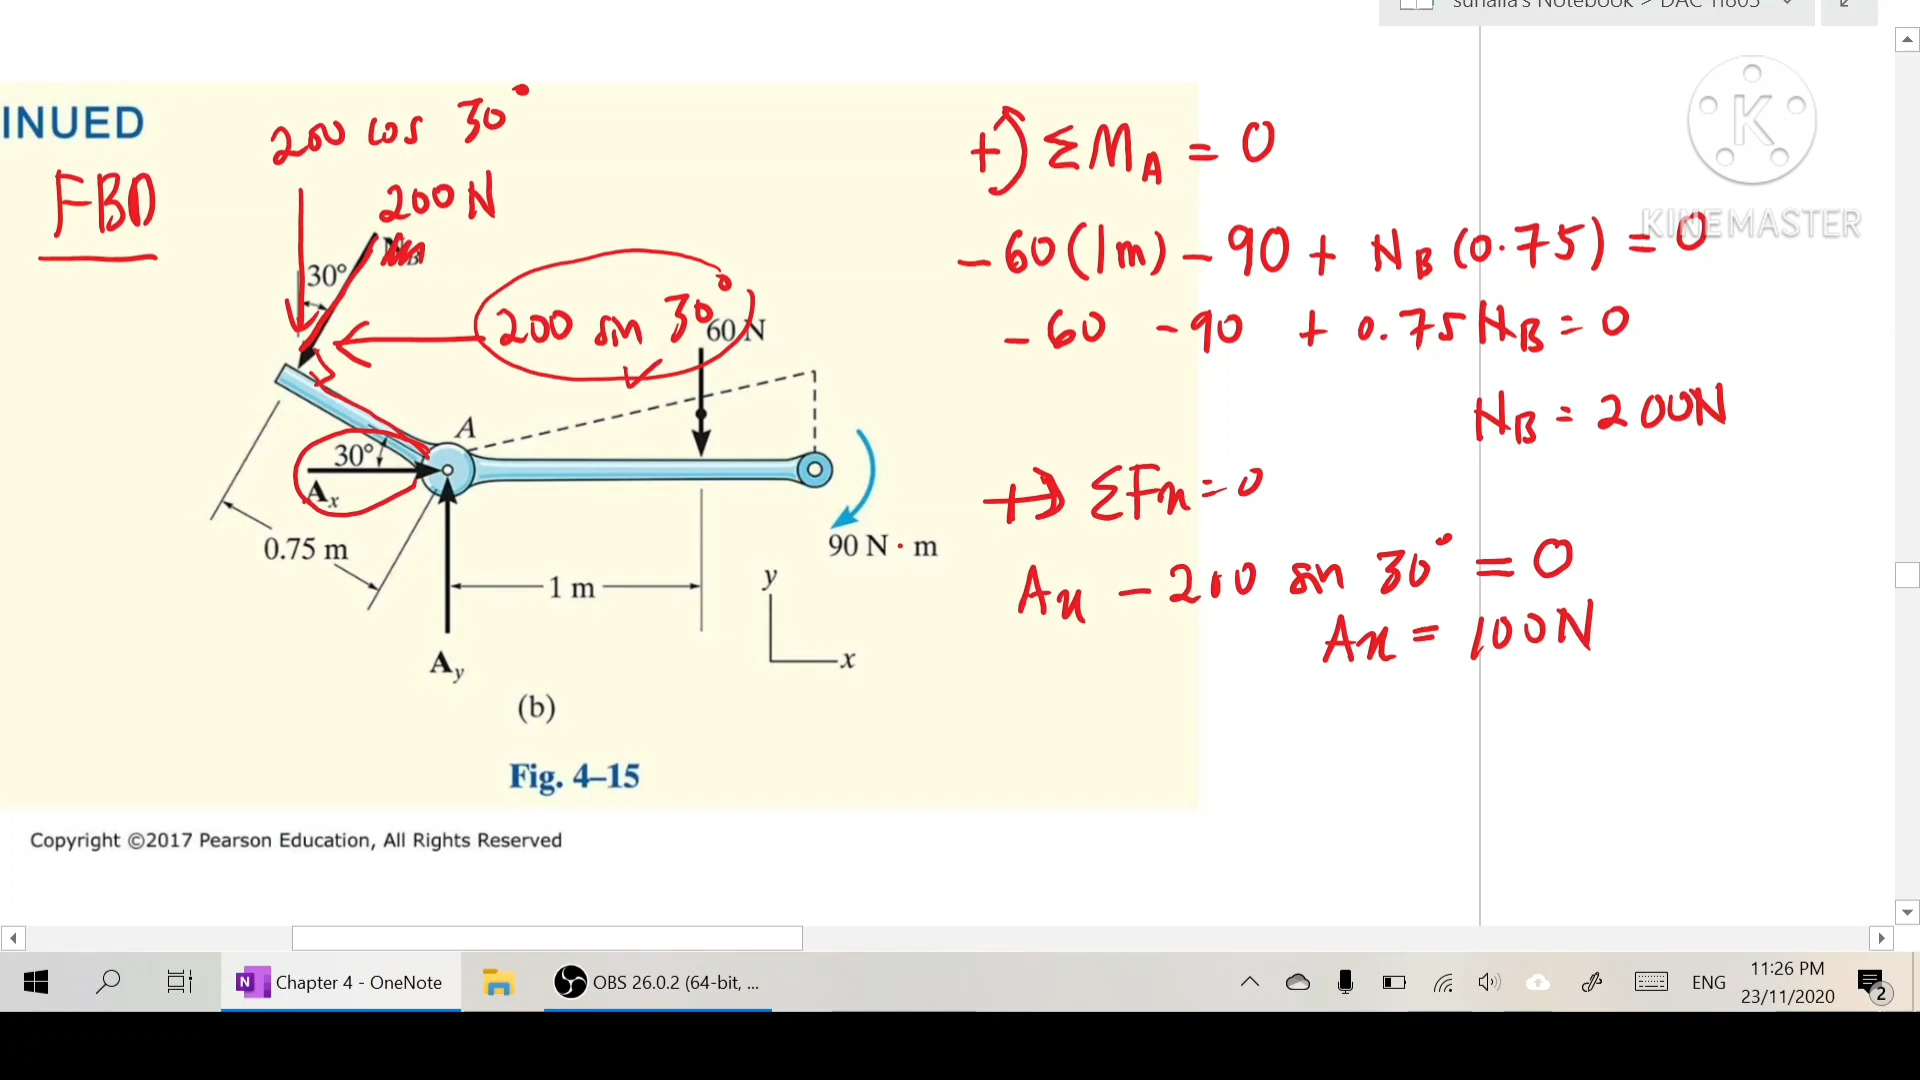 INUED
FBD
200 cos 30°
200 N
30°
200 sin 30°
60 N
A
30°
Ax
0.75 m
1 m
Ay
90 N · m
y
x
(b)
Fig. 4–15
Copyright ©2017 Pearson Education, All Rights Reserved
+ ΣMA = 0
- 60 (1m) - 90 + NB (0.75) = 0
- 60 - 90 + 0.75 NB = 0
NB = 200N
+→ ΣFx = 0
Ax - 200 sin 30° = 0
Ax = 100N
K
KINEMASTER
Chapter 4 - OneNote
OBS 26.0.2 (64-bit, ...
ENG
11:26 PM
23/11/2020
2